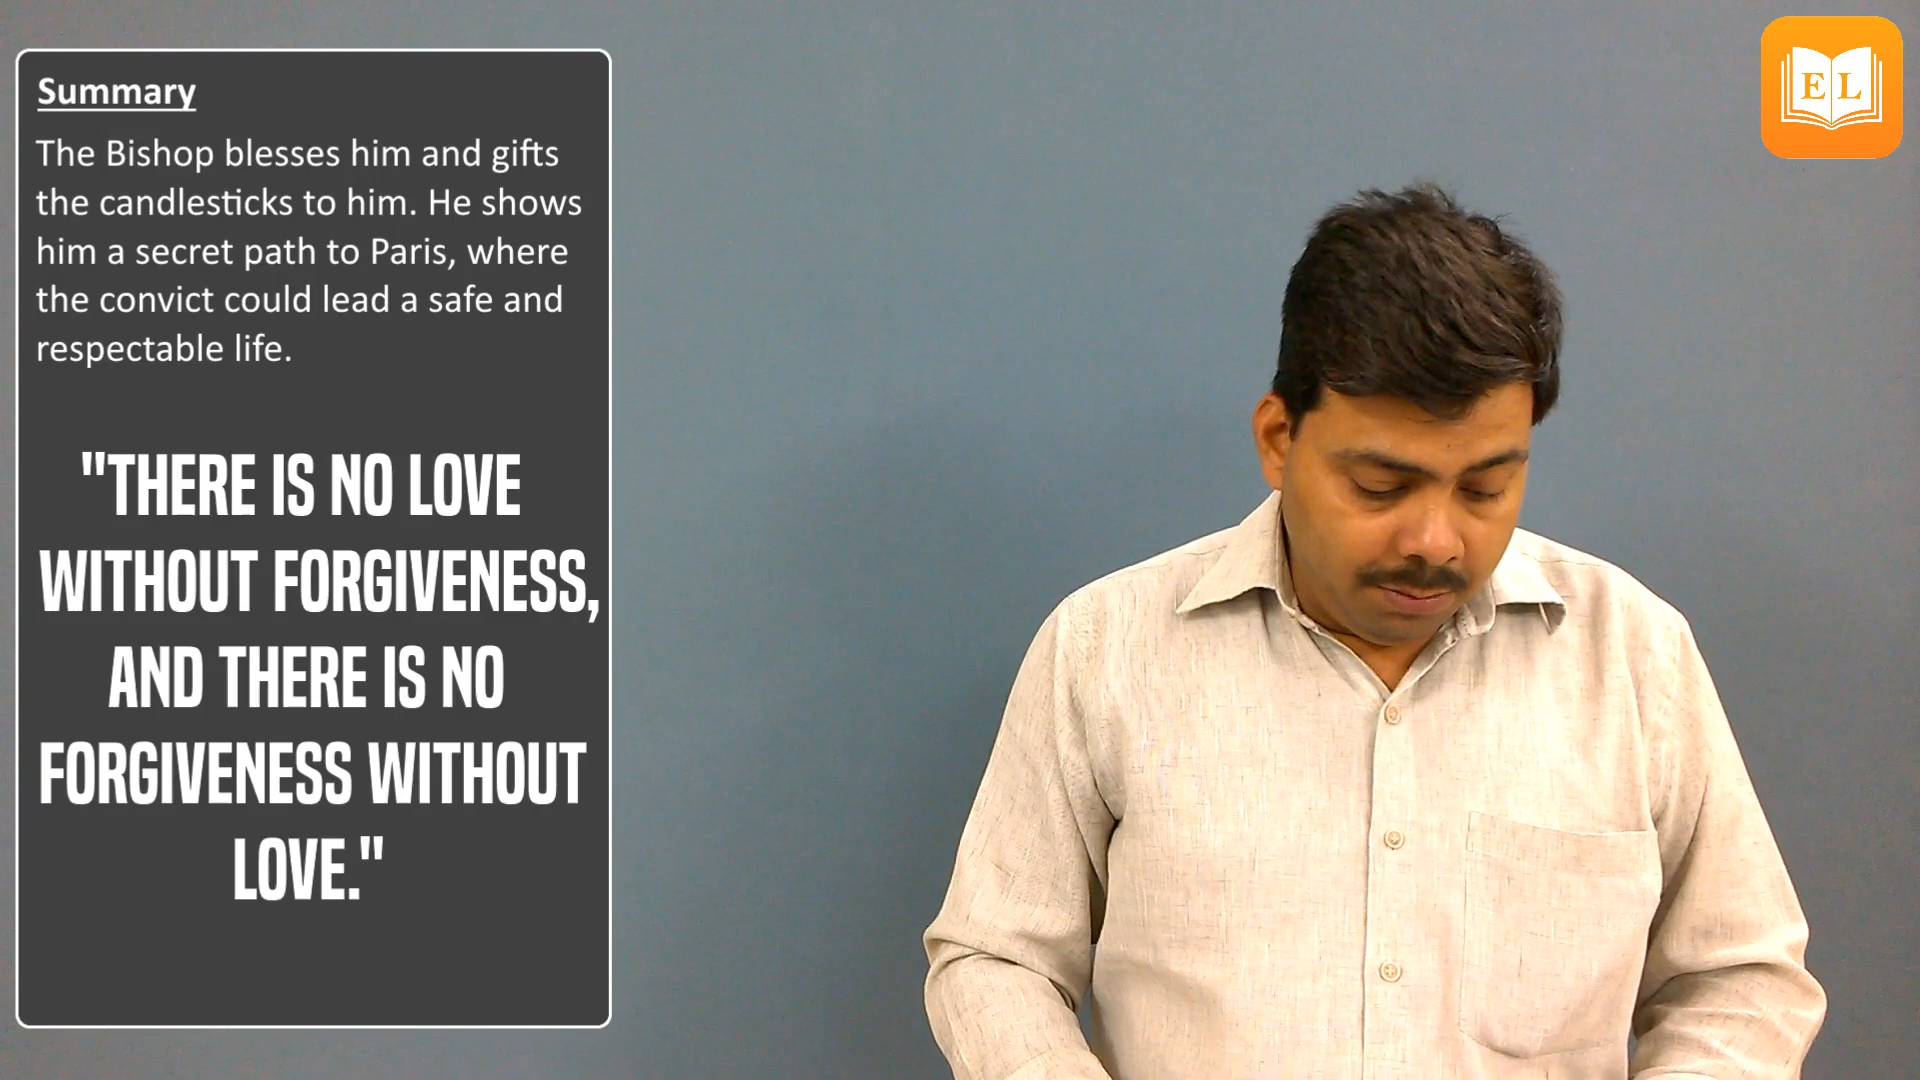 Summary
The Bishop blesses him and gifts
the candlesticks to him. He shows
him a secret path to Paris, where
the convict could lead a safe and
respectable life.
"THERE IS NO LOVE
WITHOUT FORGIVENESS,
AND THERE IS NO
FORGIVENESS WITHOUT
LOVE."
E L